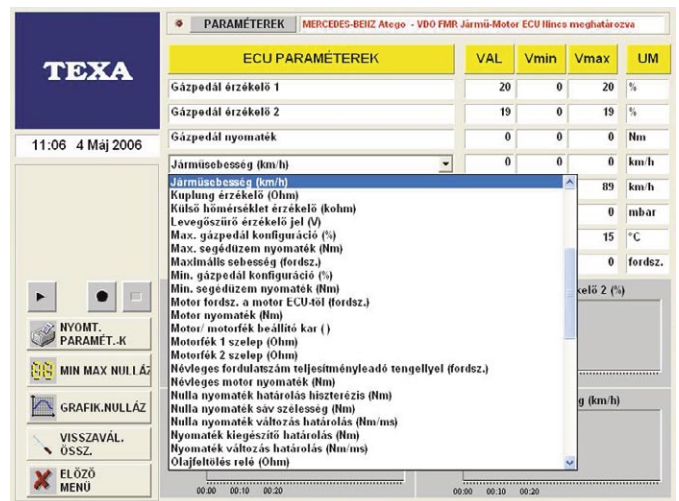 PARAMÉTEREK
MERCEDES-BENZ Atego - VDO FMR Jármű-Motor ECU Nincs meghatározva
TEXA
ECU PARAMÉTEREK VAL Vmin Vmax UM
Gázpedál érzékelő 1 20 0 20 %
Gázpedál érzékelő 2 19 0 19 %
11:06 4 Máj 2006
Gázpedál nyomaték 0 0 0 Nm
Járműsebesség (km/h) 0 0 0 km/h
Járműsebesség (km/h) 89 km/h
Kuplung érzékelő (Ohm)
Külső hőmérséklet érzékelő (kohm) 0 mbar
Levegőszűrő érzékelő jel (V)
Max. gázpedál konfiguráció (%) 15 °C
Max. segédüzem nyomaték (Nm)
Maximális sebesség (fordsz.) 0 fordsz.
Min. gázpedál konfiguráció (%)
Min. segédüzem nyomaték (Nm)
Motor fordsz. a motor ECU-től (fordsz.) kelő 2 (%)
Motor nyomaték (Nm)
Motor/ motorfék beállító kar ( )
Motorfék 1 szelep (Ohm)
Motorfék 2 szelep (Ohm)
Névleges fordulatszám teljesítményleadó tengellyel (fordsz.)
Névleges motor nyomaték (Nm)
Nulla nyomaték határolás hiszterézis (Nm)
Nulla nyomaték sáv szélesség (Nm) g (km/h)
Nulla nyomaték változás határolás (Nm/ms)
Nyomaték kiegészítő határolás (Nm)
Nyomaték változás határolás (Nm/ms)
Olajfeltöltés relé (Ohm)
NYOMT.
PARAMÉT.-K
MIN MAX NULLÁZ
GRAFIK.NULLÁZ
VISSZAVÁL.
ÖSSZ.
ELŐZŐ
MENÜ
00:00 00:10 00:20 00:00 00:10 00:20